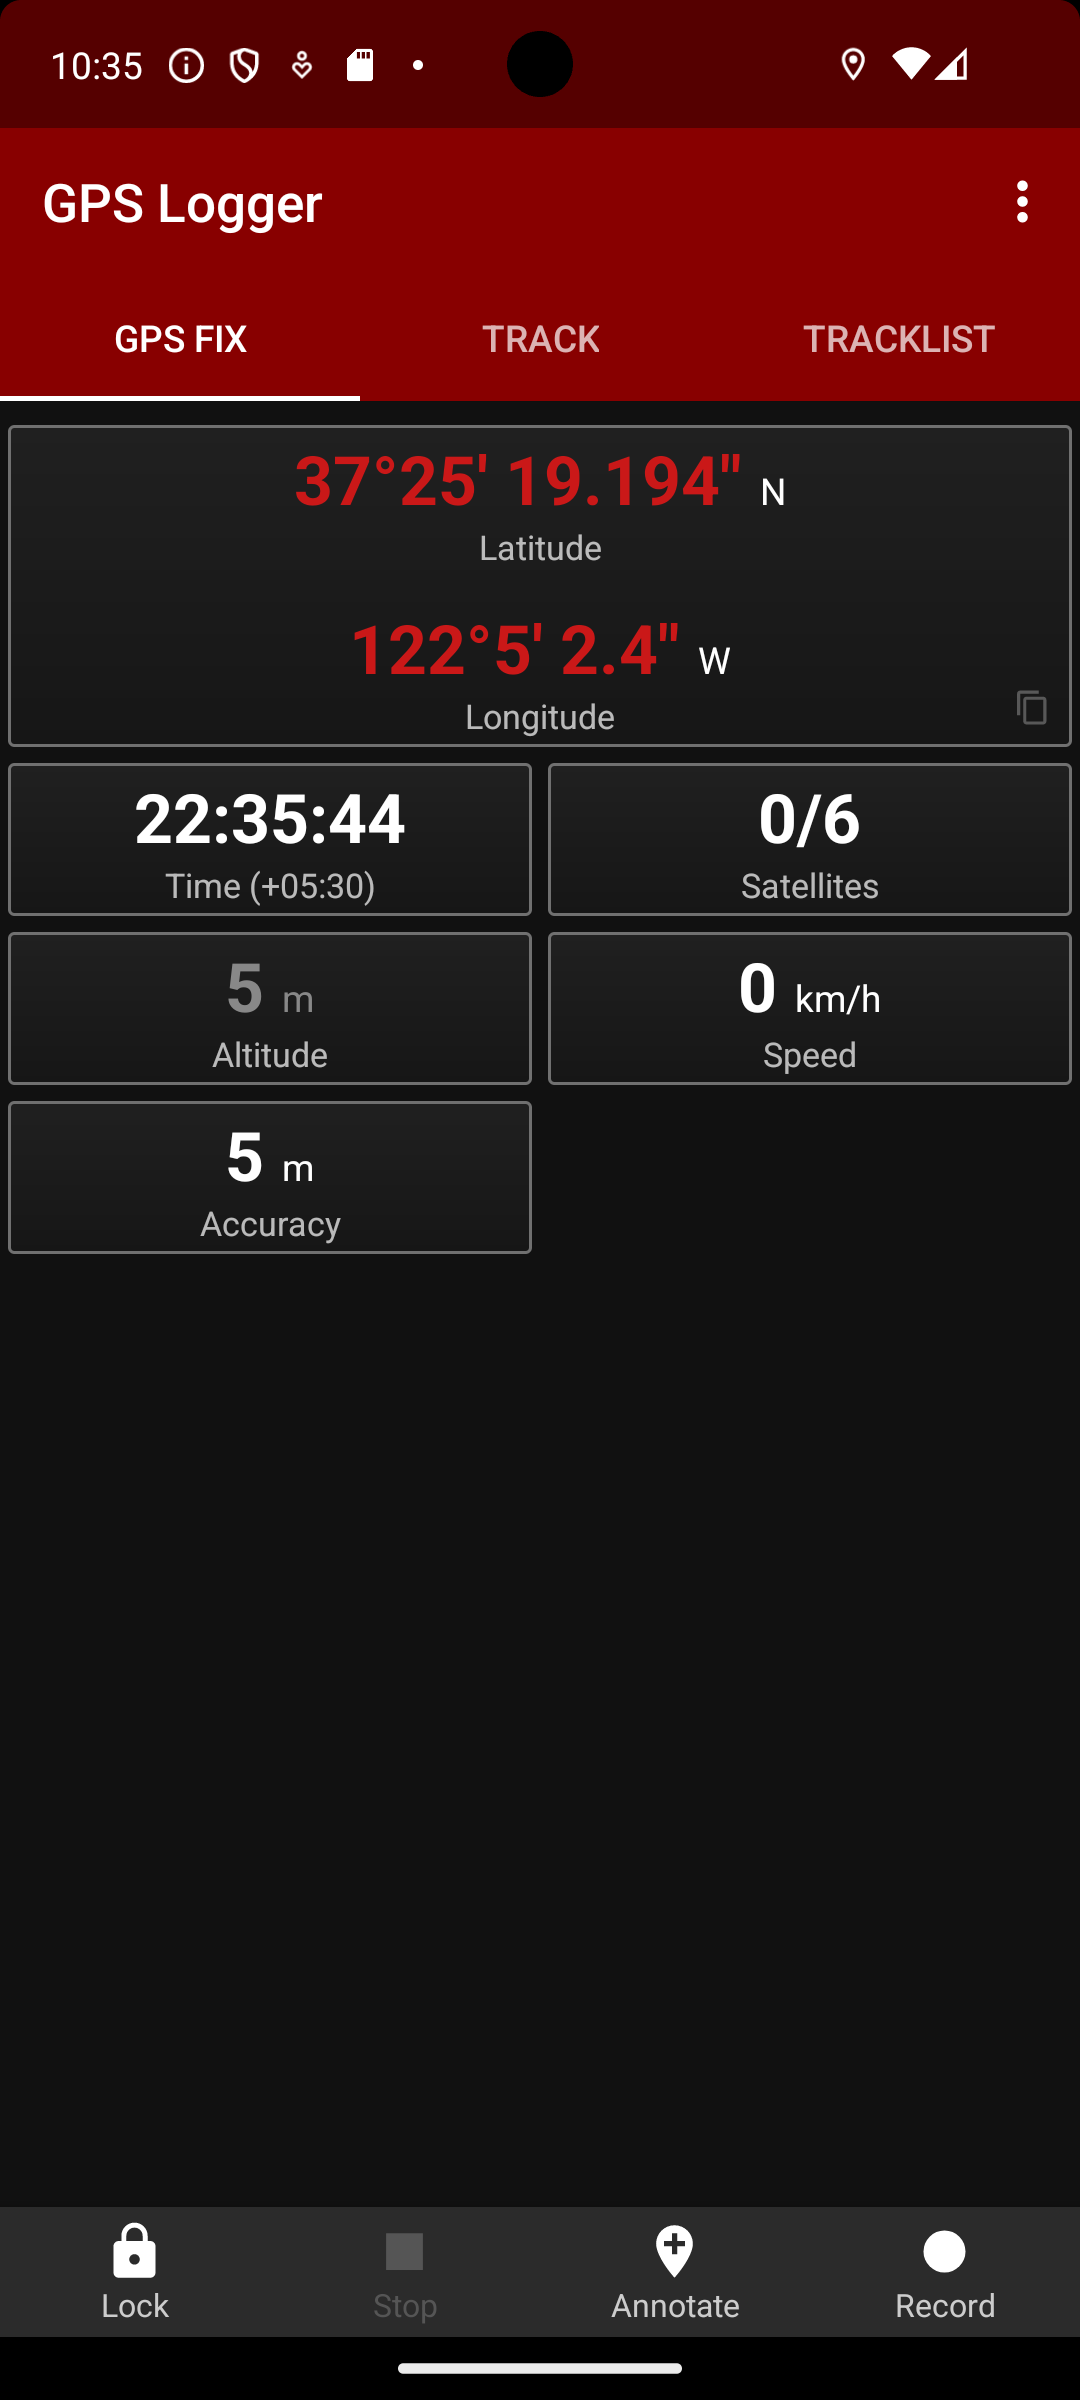 10:35
GPS Logger
GPS FIX
TRACK
TRACKLIST
37°25' 19.194" N
Latitude
122°5' 2.4" W
Longitude
22:35:44
Time (+05:30)
0/6
Satellites
5 m
Altitude
0 km/h
Speed
5 m
Accuracy
Lock
Stop
Annotate
Record